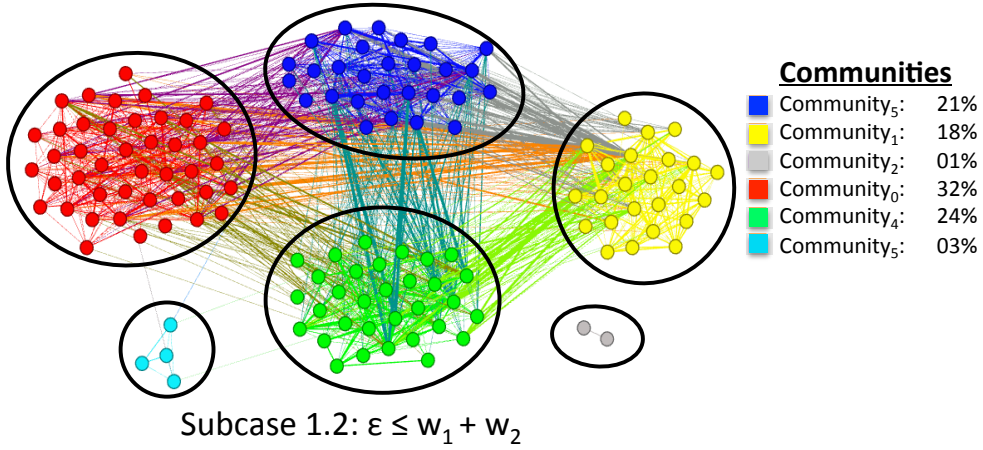 Communities
Community₅: 21%
Community₁: 18%
Community₂: 01%
Community₀: 32%
Community₄: 24%
Community₅: 03%
Subcase 1.2: ε ≤ w₁ + w₂